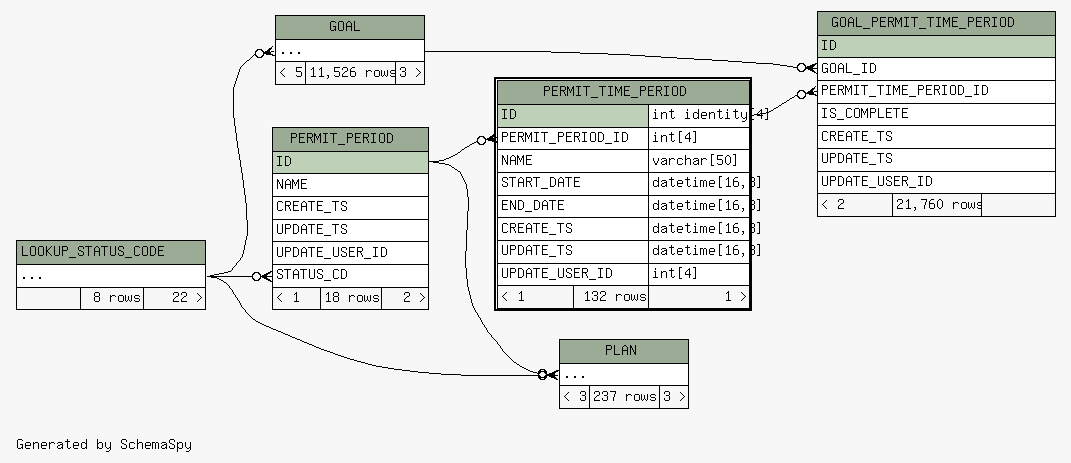 GOAL
...
< 5 11,526 rows 3 >
GOAL_PERMIT_TIME_PERIOD
ID
GOAL_ID
PERMIT_TIME_PERIOD_ID
IS_COMPLETE
CREATE_TS
UPDATE_TS
UPDATE_USER_ID
< 2 21,760 rows
PERMIT_TIME_PERIOD
ID int identity[4]
PERMIT_PERIOD_ID int[4]
NAME varchar[50]
START_DATE datetime[16,3]
END_DATE datetime[16,3]
CREATE_TS datetime[16,3]
UPDATE_TS datetime[16,3]
UPDATE_USER_ID int[4]
< 1 132 rows 1 >
PERMIT_PERIOD
ID
NAME
CREATE_TS
UPDATE_TS
UPDATE_USER_ID
STATUS_CD
< 1 18 rows 2 >
LOOKUP_STATUS_CODE
...
8 rows 22 >
PLAN
...
< 3 237 rows 3 >
Generated by SchemaSpy